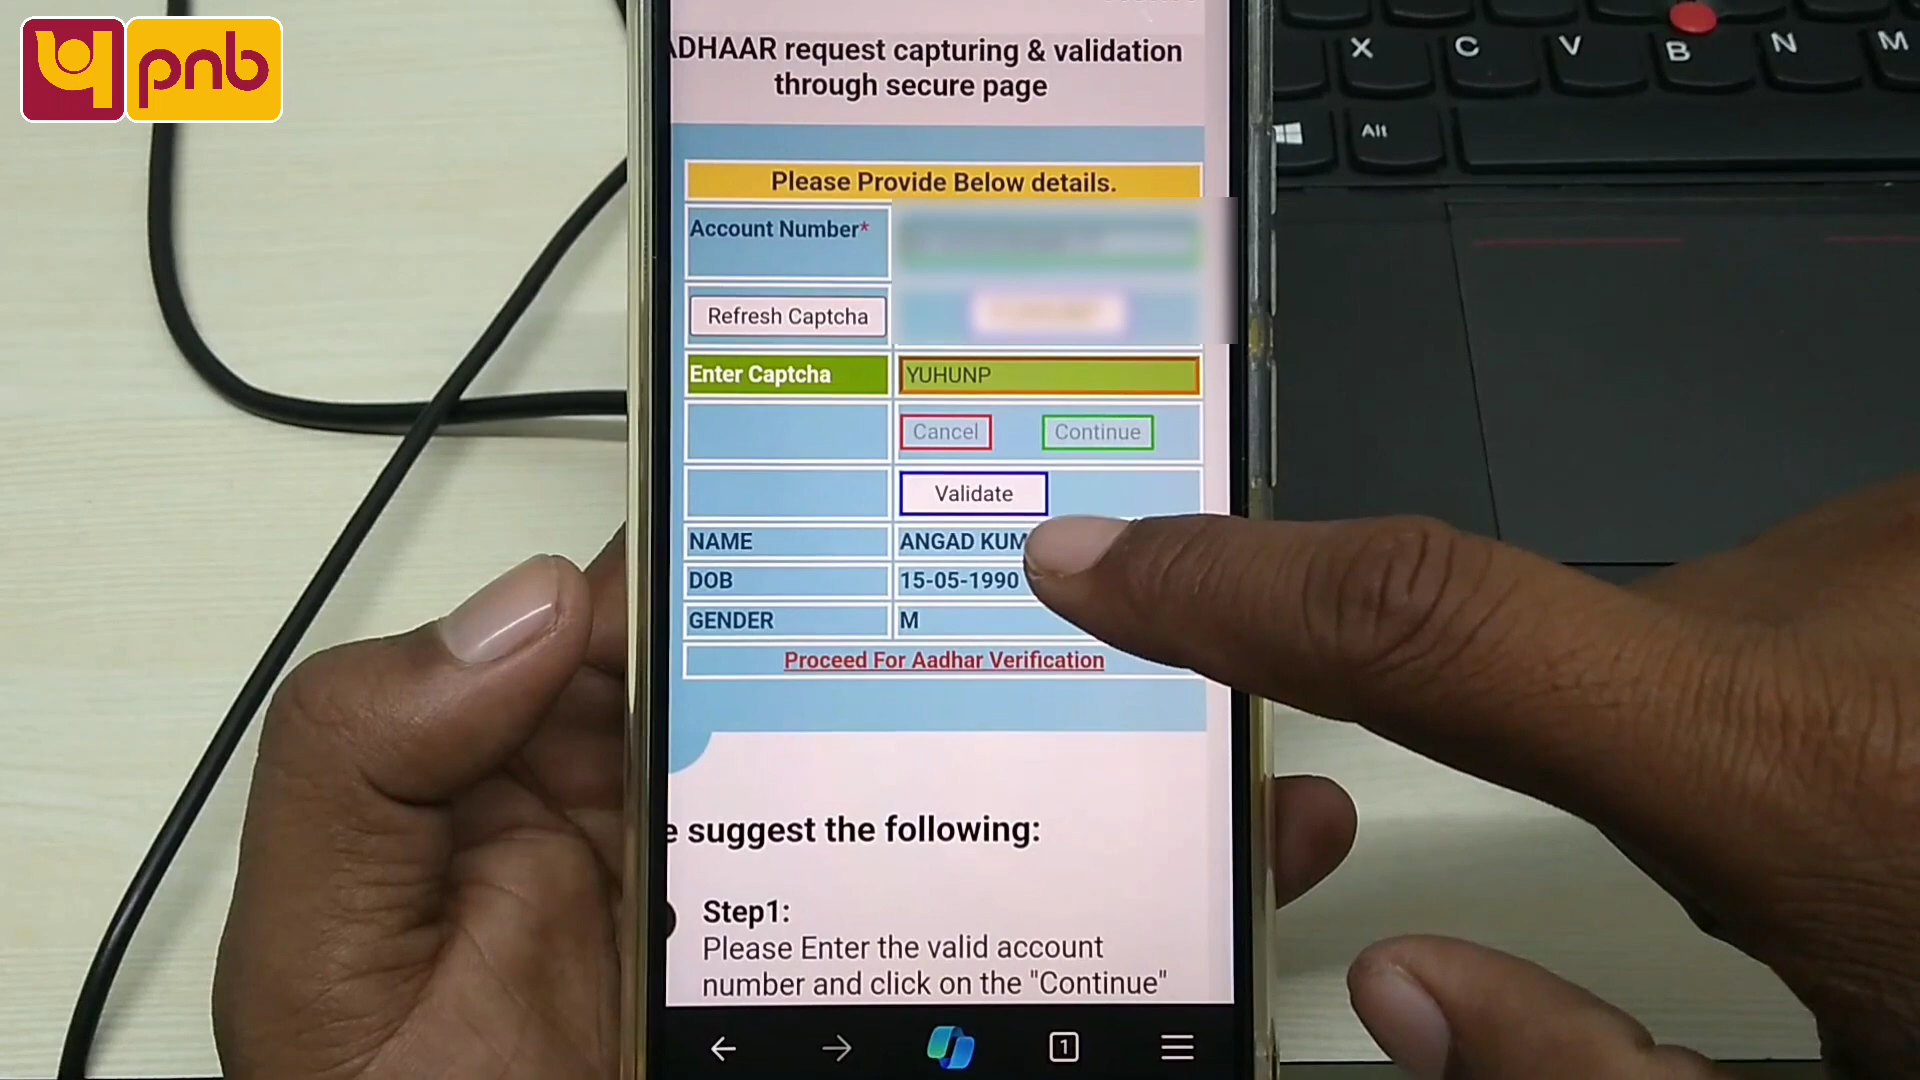 pnb
ADHAAR request capturing & validation
through secure page
Please Provide Below details.
Account Number*
Refresh Captcha
Enter Captcha YUHUNP
Cancel Continue
Validate
NAME ANGAD KUM
DOB 15-05-1990
GENDER M
Proceed For Aadhar Verification
suggest the following:
Step1:
Please Enter the valid account
number and click on the "Continue"
1
X C V B N M
Alt